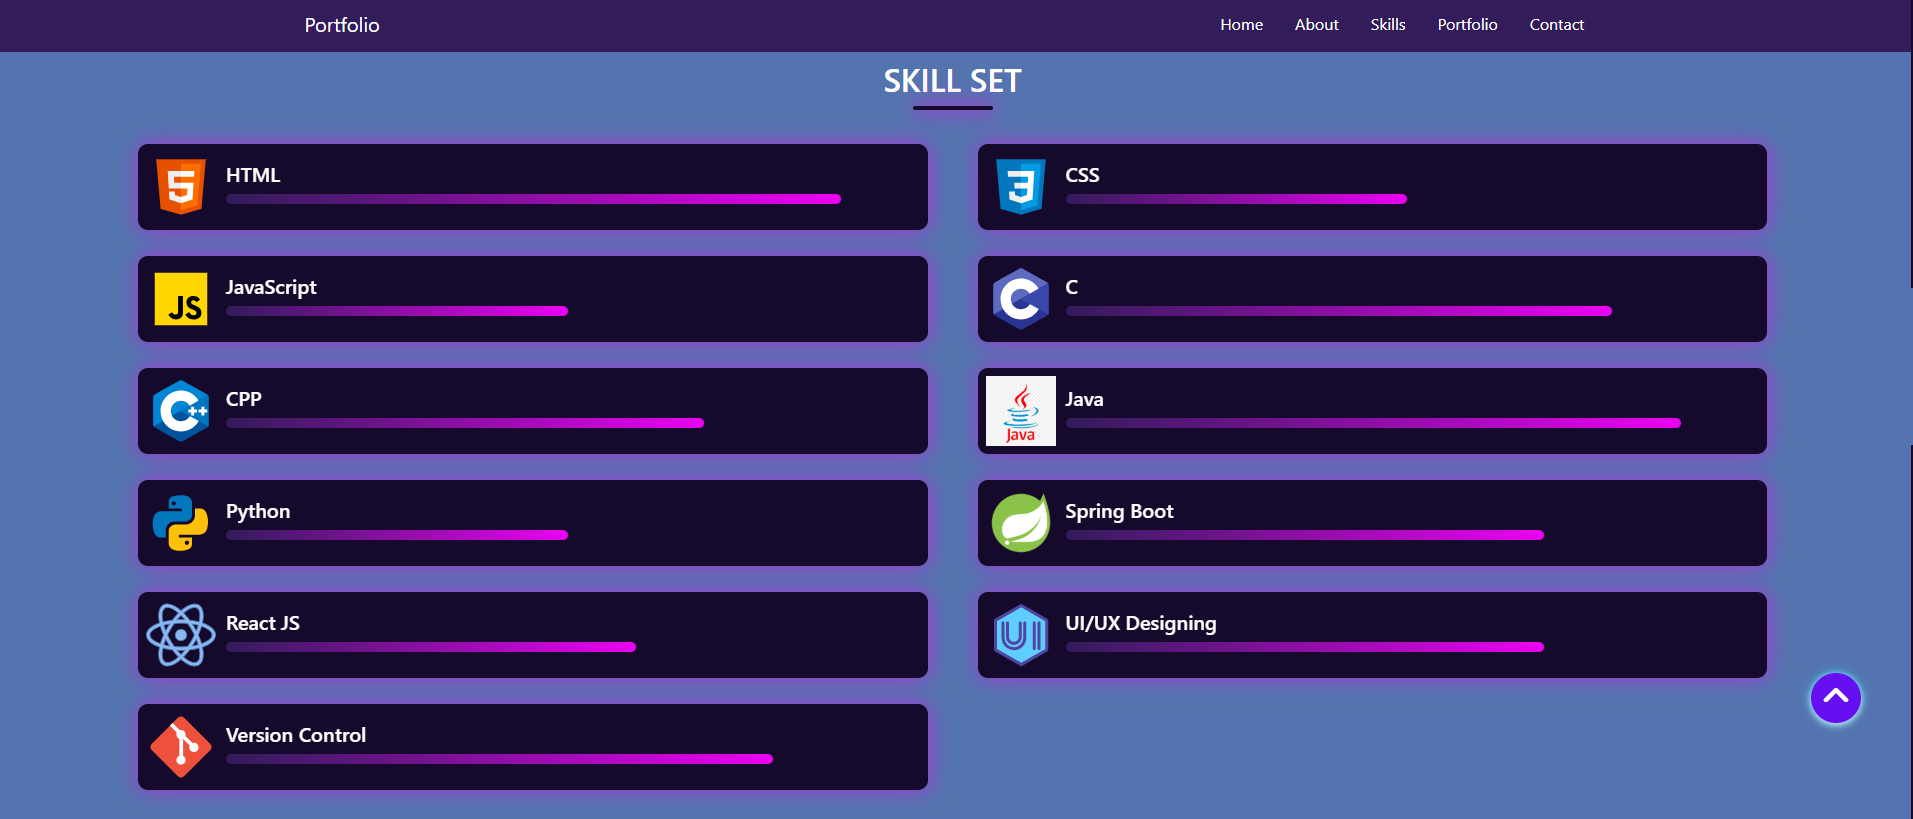 Portfolio
Home About Skills Portfolio Contact
SKILL SET
HTML
CSS
JS
JavaScript
C
C
C++
CPP
Java
Java
Python
Spring Boot
React JS
UI
UI/UX Designing
Version Control